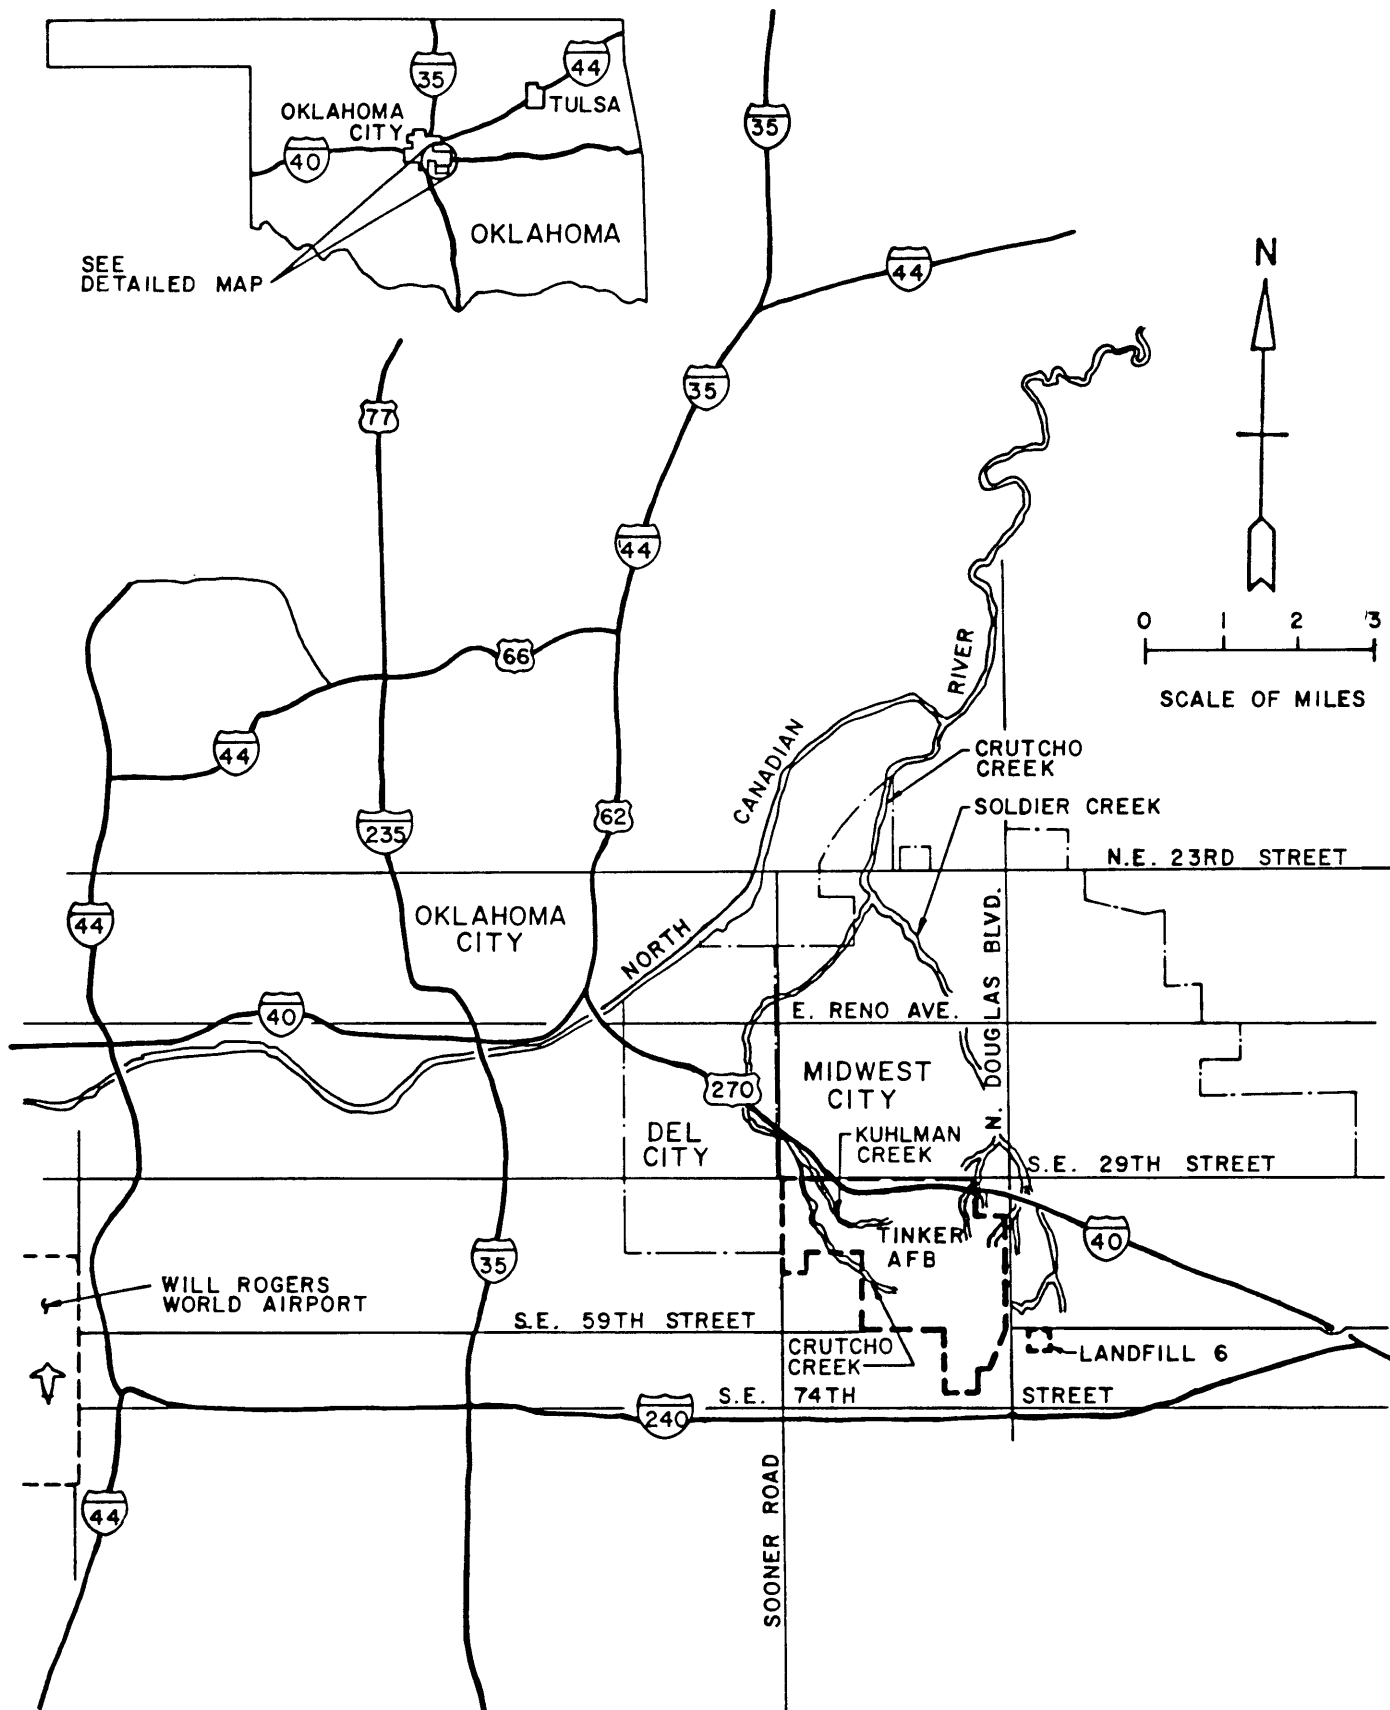 35
44
TULSA
OKLAHOMA
CITY
40
OKLAHOMA
SEE
DETAILED MAP
35
44
N
77
35
44
0 1 2 3
SCALE OF MILES
66
RIVER
44
CANADIAN
CRUTCHO
CREEK
SOLDIER CREEK
62
235
N.E. 23RD STREET
44
OKLAHOMA
CITY
NORTH
N. DOUGLAS BLVD.
40
E. RENO AVE.
270
MIDWEST
CITY
DEL
CITY
KUHLMAN
CREEK
S.E. 29TH STREET
TINKER
AFB
40
35
WILL ROGERS
WORLD AIRPORT
S.E. 59TH STREET
CRUTCHO
CREEK
LANDFILL 6
S.E. 74TH STREET
240
44
SOONER ROAD